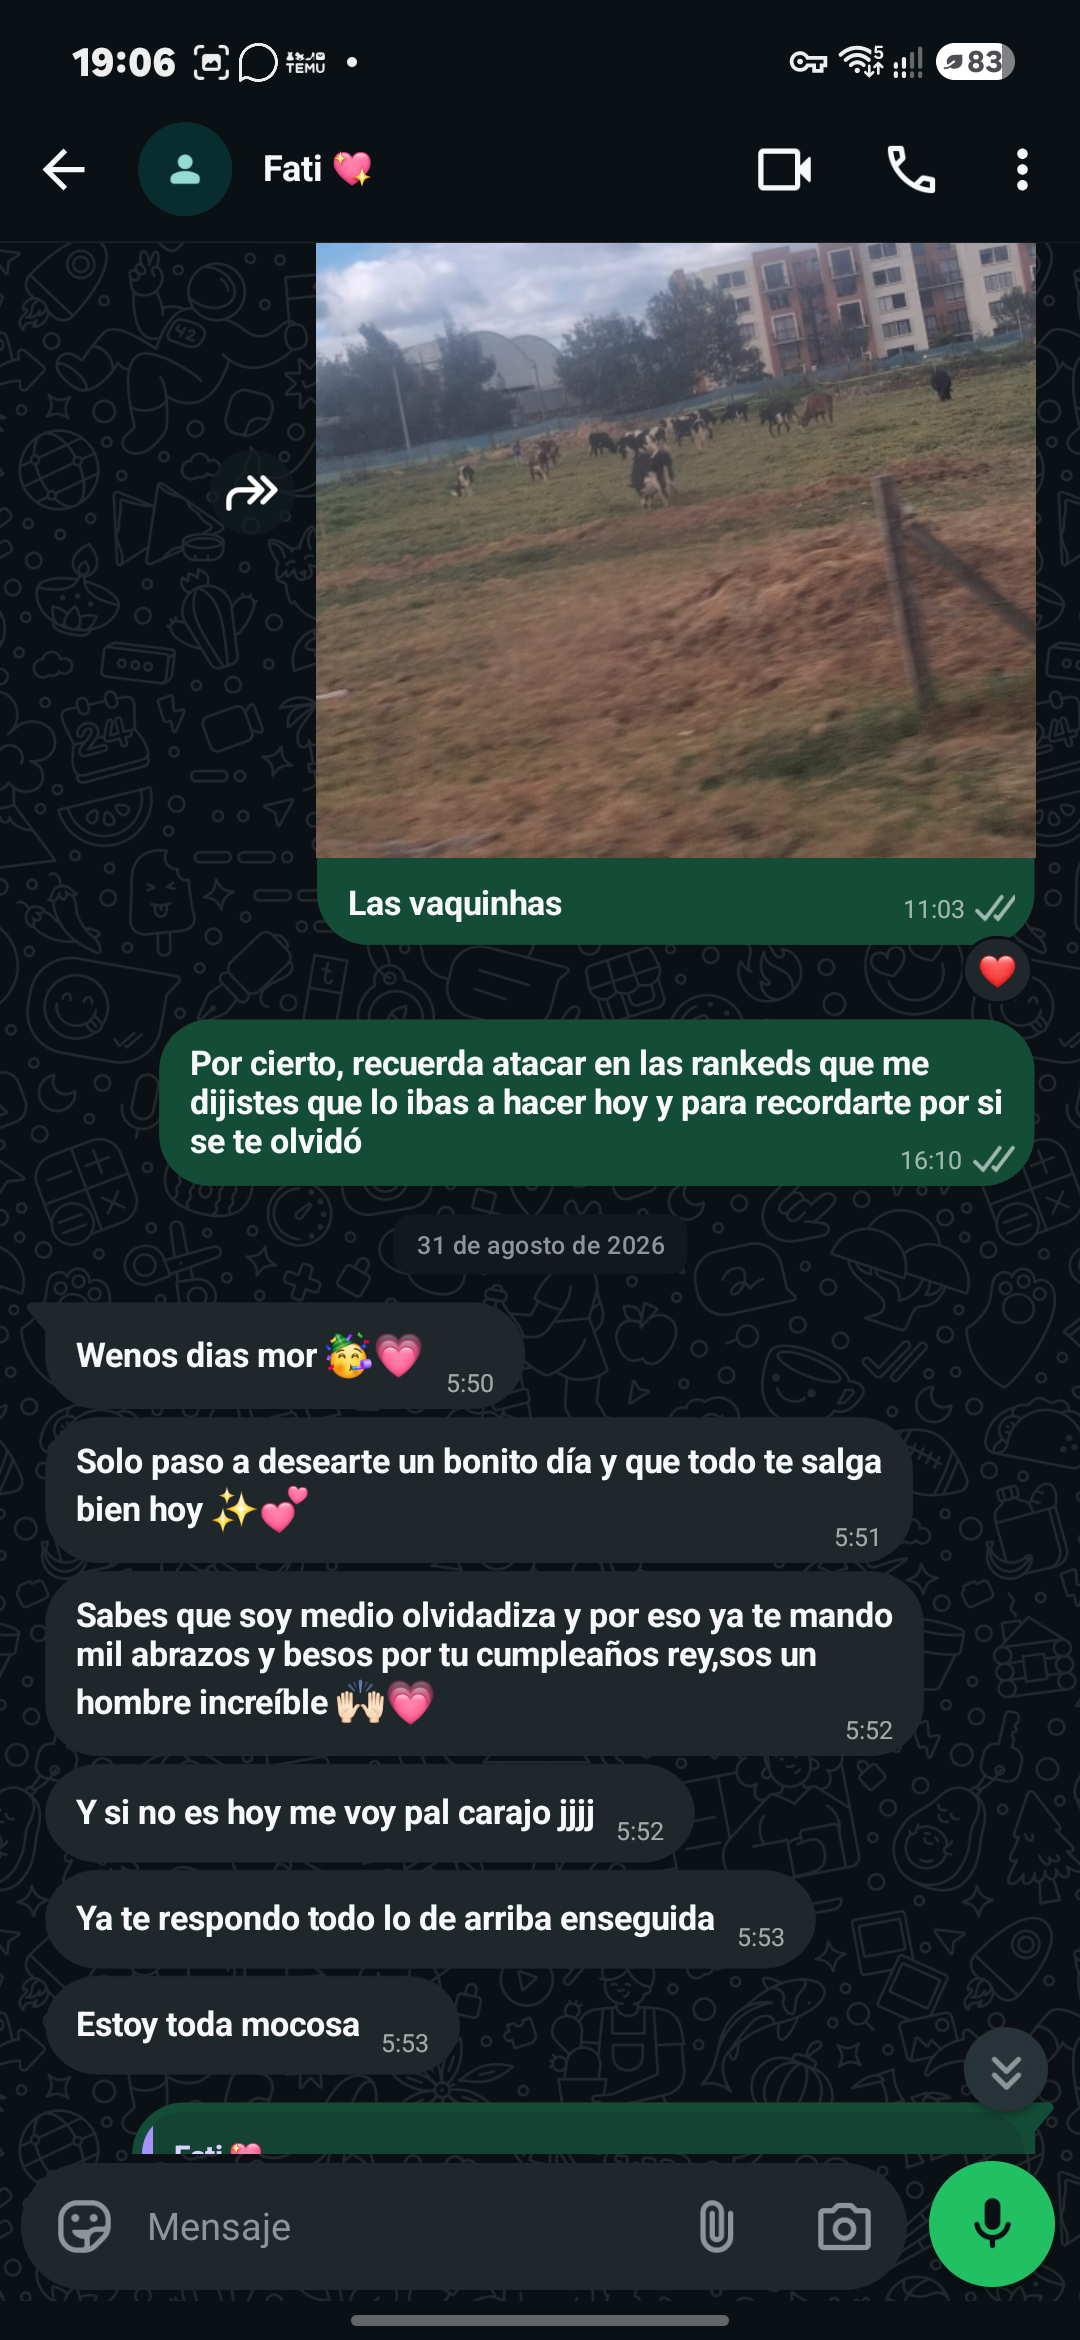 19:06
TEMU
5
83
Fati 💖
Las vaquinhas
11:03
Por cierto, recuerda atacar en las rankeds que me
dijistes que lo ibas a hacer hoy y para recordarte por si
se te olvidó
16:10
31 de agosto de 2026
Wenos dias mor 🥳💗
5:50
Solo paso a desearte un bonito día y que todo te salga
bien hoy ✨💕
5:51
Sabes que soy medio olvidadiza y por eso ya te mando
mil abrazos y besos por tu cumpleaños rey,sos un
hombre increíble 🙌🏻💗
5:52
Y si no es hoy me voy pal carajo jjjj
5:52
Ya te respondo todo lo de arriba enseguida
5:53
Estoy toda mocosa
5:53
Fati 💖
Mensaje